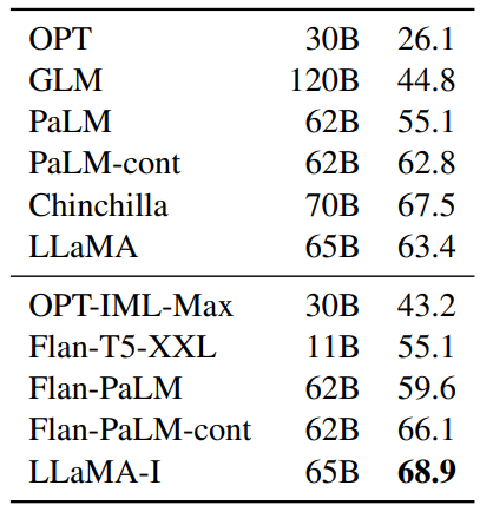 OPT 30B 26.1
GLM 120B 44.8
PaLM 62B 55.1
PaLM-cont 62B 62.8
Chinchilla 70B 67.5
LLaMA 65B 63.4
OPT-IML-Max 30B 43.2
Flan-T5-XXL 11B 55.1
Flan-PaLM 62B 59.6
Flan-PaLM-cont 62B 66.1
LLaMA-I 65B 68.9